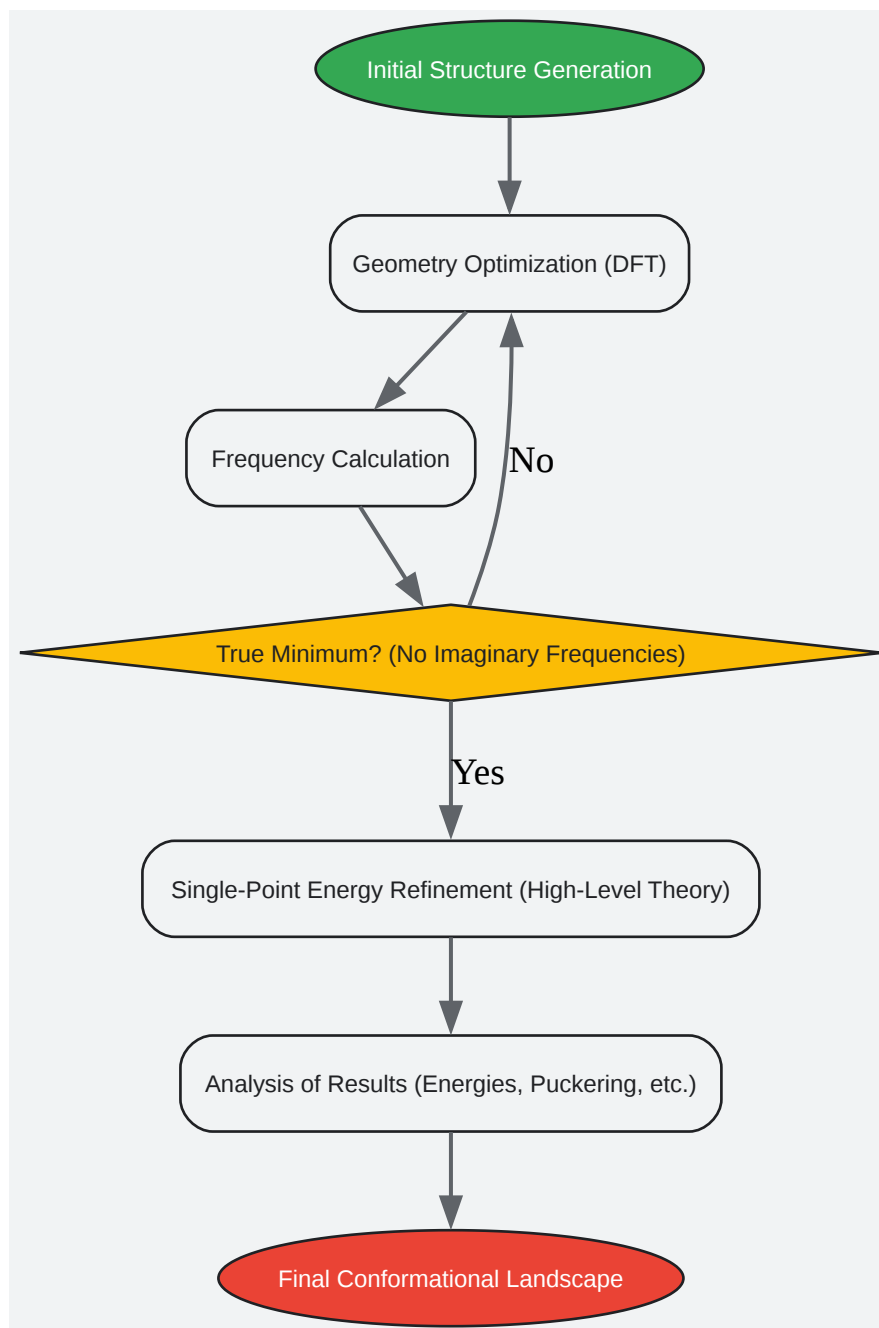 Initial Structure Generation
Geometry Optimization (DFT)
Frequency Calculation
No
True Minimum? (No Imaginary Frequencies)
Yes
Single-Point Energy Refinement (High-Level Theory)
Analysis of Results (Energies, Puckering, etc.)
Final Conformational Landscape